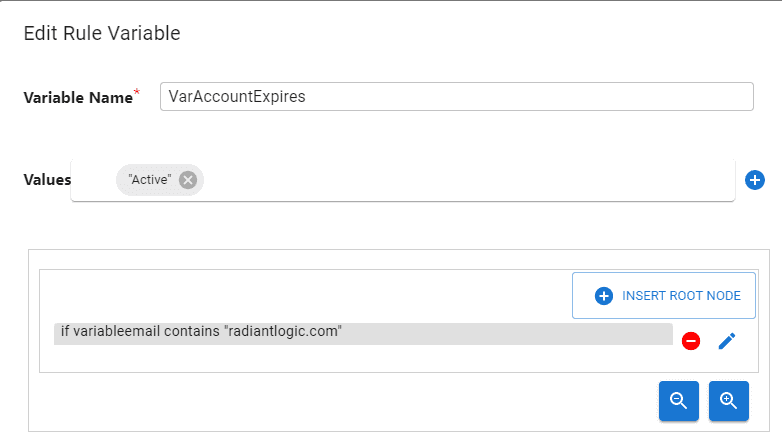 Edit Rule Variable
Variable Name*
VarAccountExpires
Values
"Active"
INSERT ROOT NODE
if variableemail contains "radiantlogic.com"